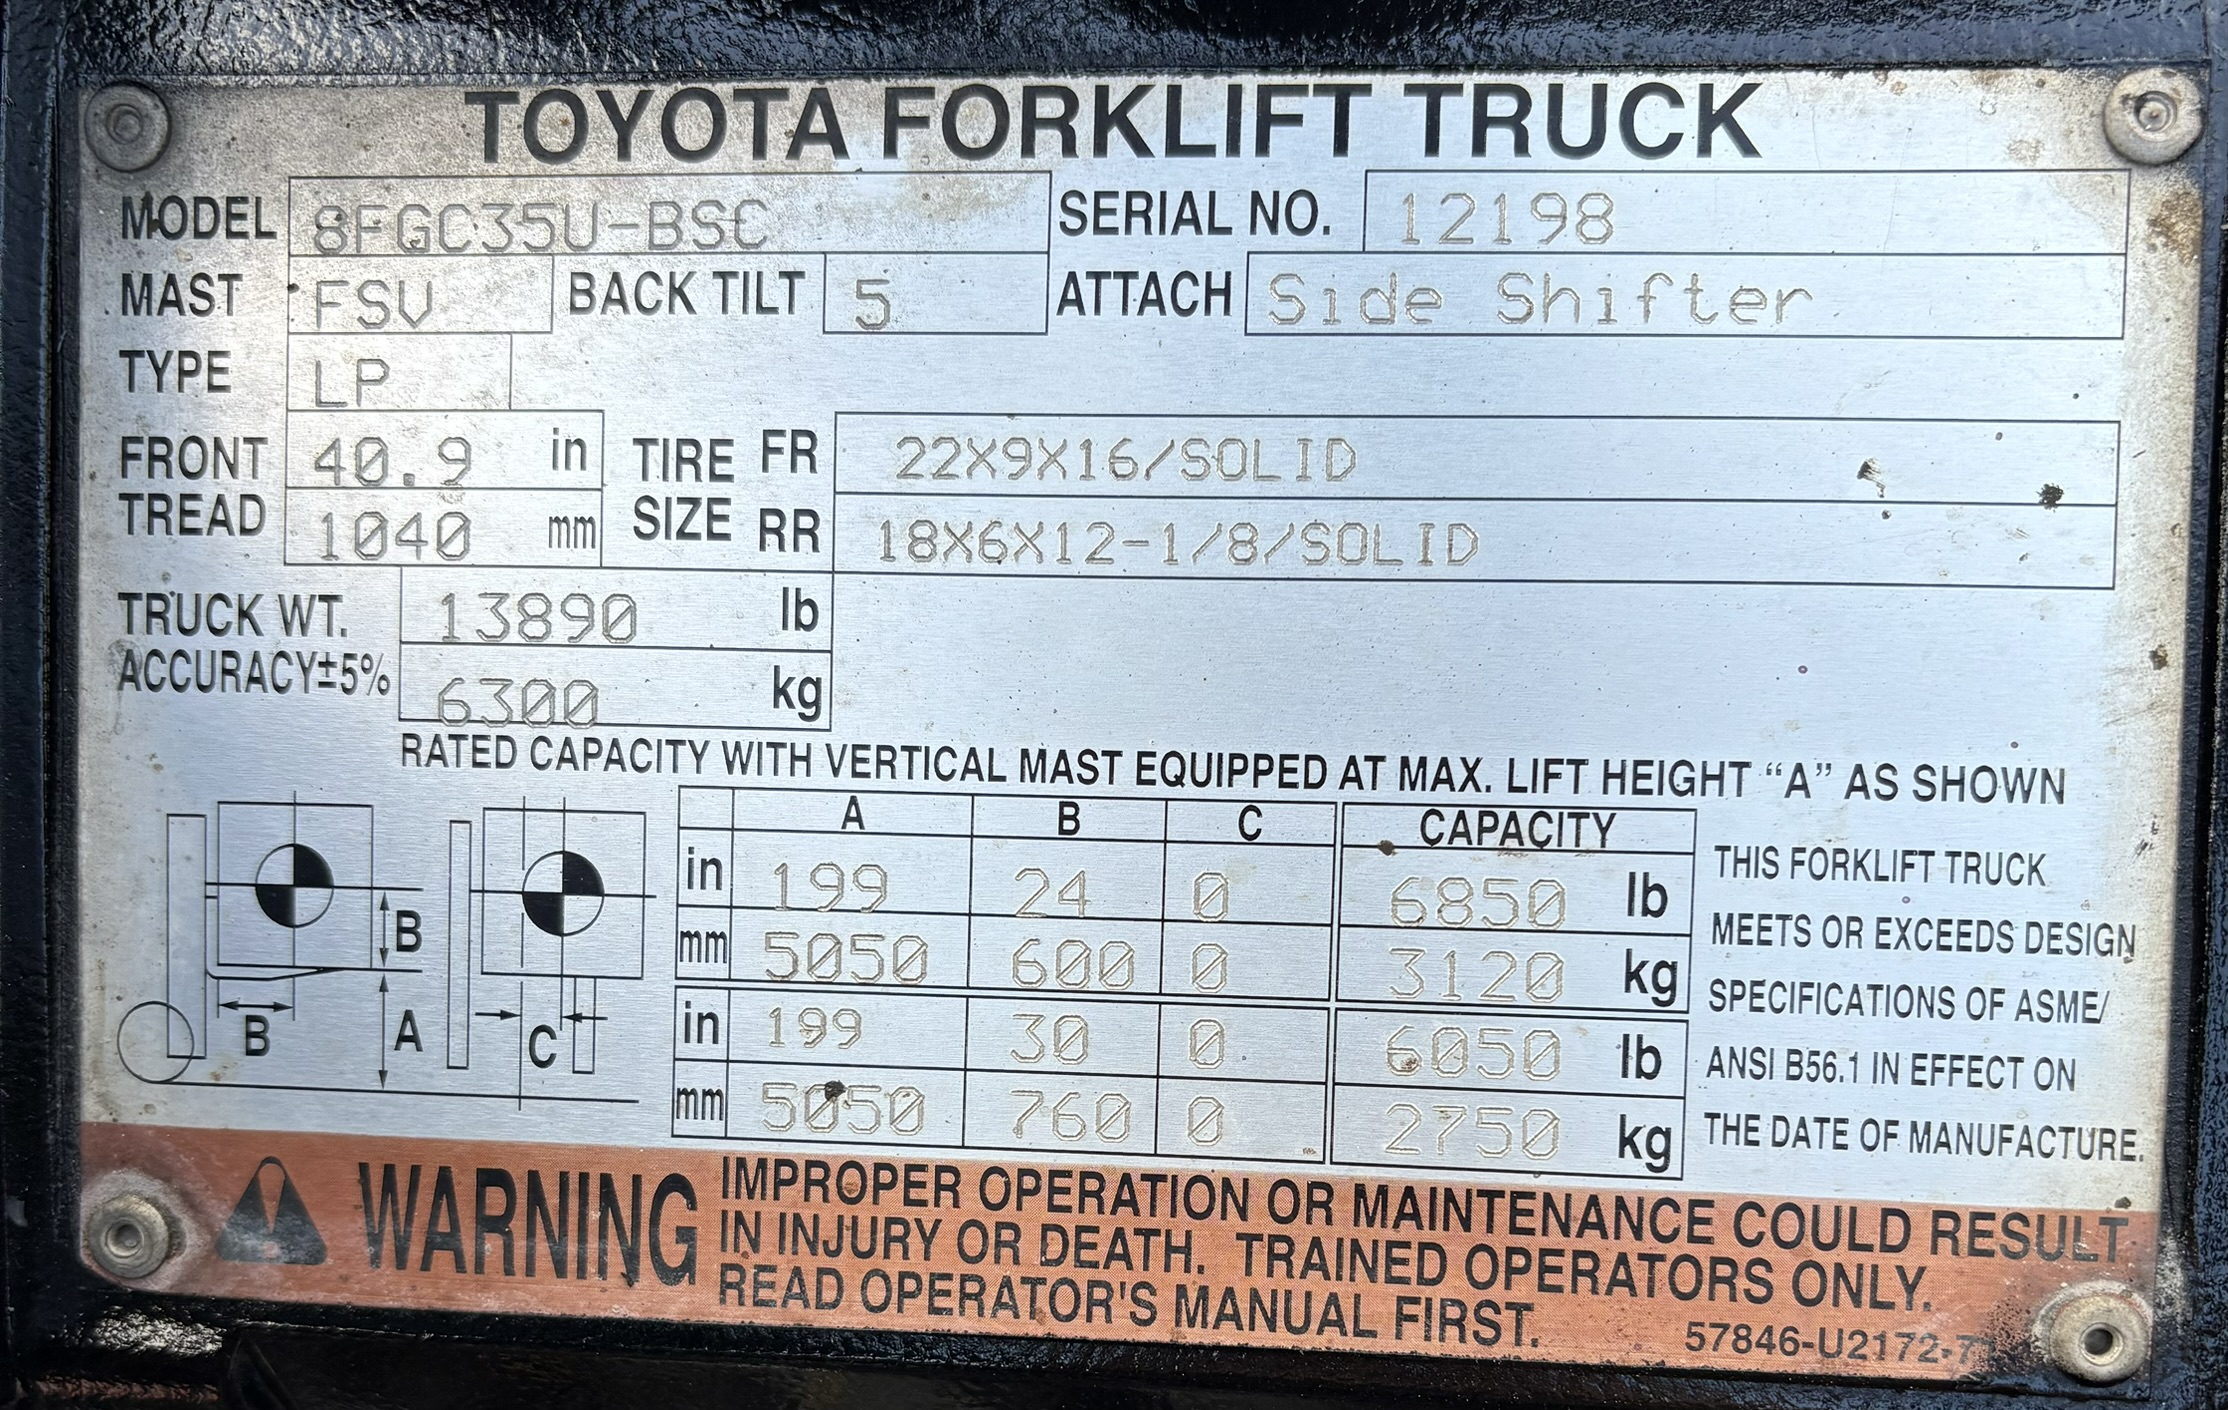 TOYOTA FORKLIFT TRUCK
MODEL 8FGC35U-BSC SERIAL NO. 12198
MAST FSV BACK TILT 5 ATTACH Side Shifter
TYPE LP
FRONT TREAD 40.9 in TIRE SIZE FR 22X9X16/SOLID
1040 mm RR 18X6X12-1/8/SOLID
TRUCK WT. 13890 lb
ACCURACY±5% 6300 kg
RATED CAPACITY WITH VERTICAL MAST EQUIPPED AT MAX. LIFT HEIGHT “A” AS SHOWN
A B C CAPACITY
in 199 24 0 6850 lb
mm 5050 600 0 3120 kg
in 199 30 0 6050 lb
mm 5050 760 0 2750 kg
B
B
A
C
THIS FORKLIFT TRUCK
MEETS OR EXCEEDS DESIGN
SPECIFICATIONS OF ASME/
ANSI B56.1 IN EFFECT ON
THE DATE OF MANUFACTURE.
WARNING
IMPROPER OPERATION OR MAINTENANCE COULD RESULT
IN INJURY OR DEATH. TRAINED OPERATORS ONLY.
READ OPERATOR'S MANUAL FIRST.